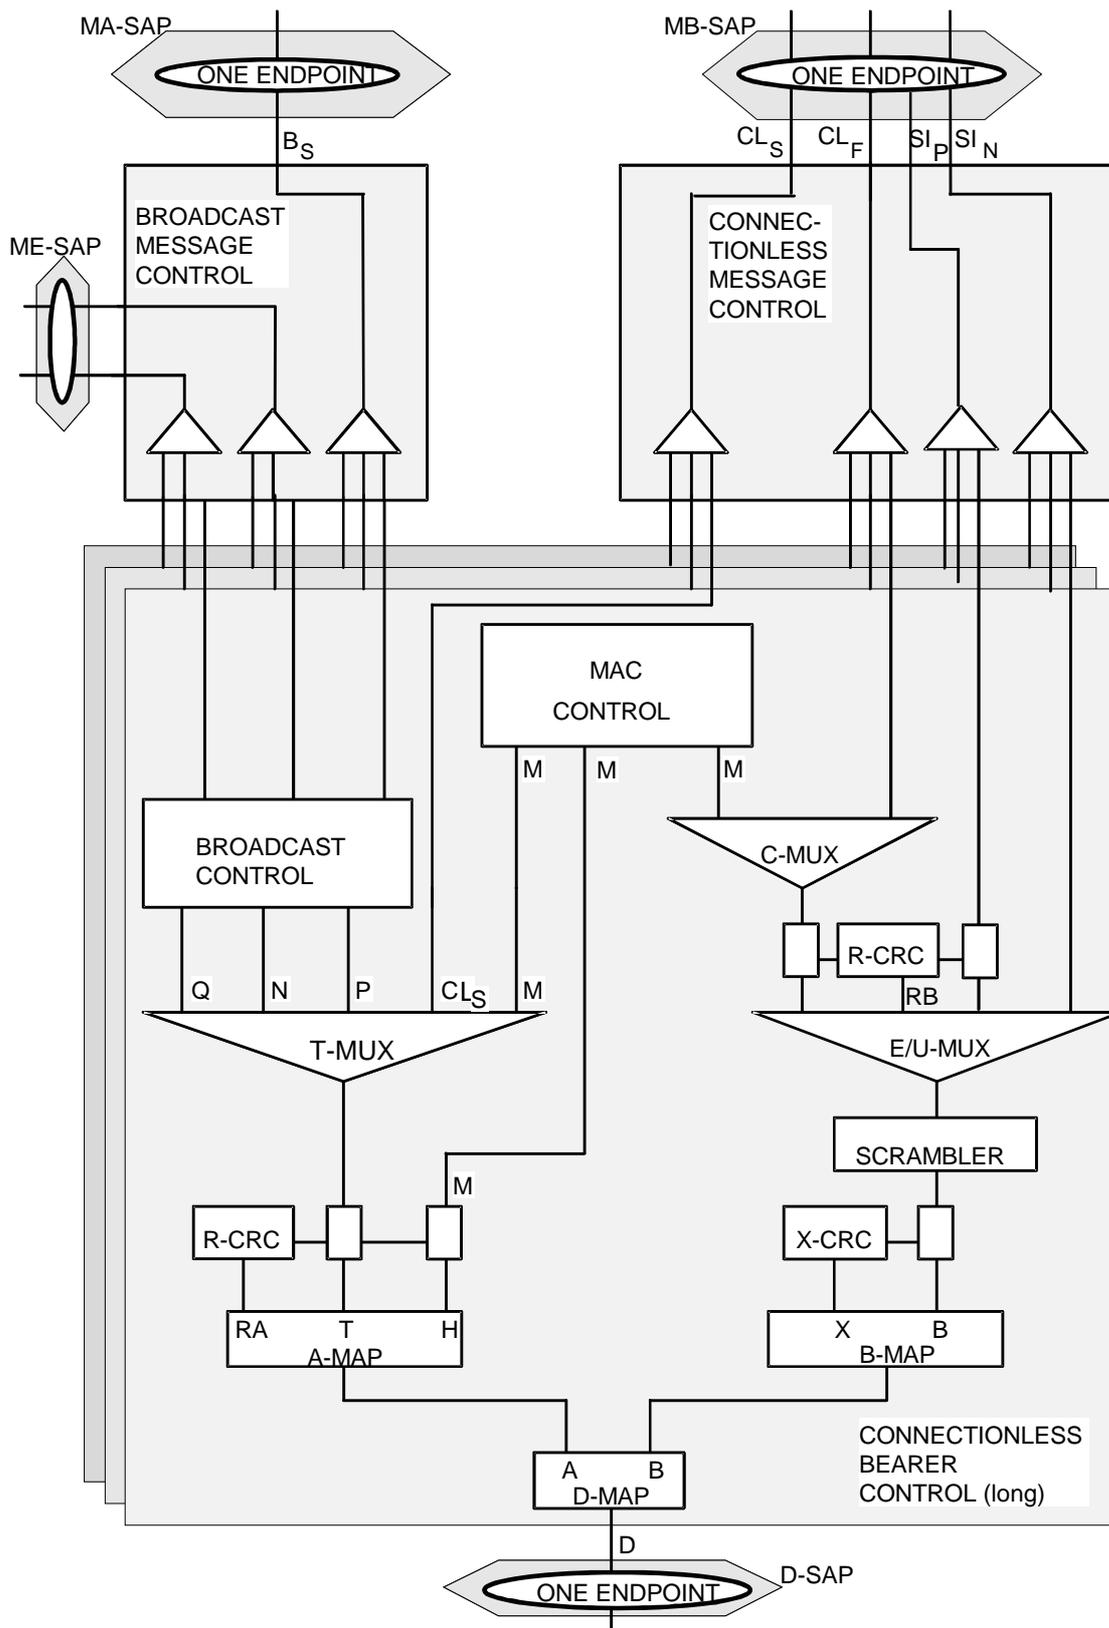 MA-SAP
MB-SAP
ONE ENDPOINT
ONE ENDPOINT
BS
CLS
CLF
SIP
SIN
BROADCAST
MESSAGE
CONTROL
ME-SAP
CONNEC-
TIONLESS
MESSAGE
CONTROL
MAC
CONTROL
M
M
M
BROADCAST
CONTROL
C-MUX
R-CRC
Q
N
P
CLS
M
RB
T-MUX
E/U-MUX
SCRAMBLER
M
R-CRC
X-CRC
RA
T
H
A-MAP
X
B
B-MAP
CONNECTIONLESS
BEARER
CONTROL (long)
A
B
D-MAP
D
D-SAP
ONE ENDPOINT